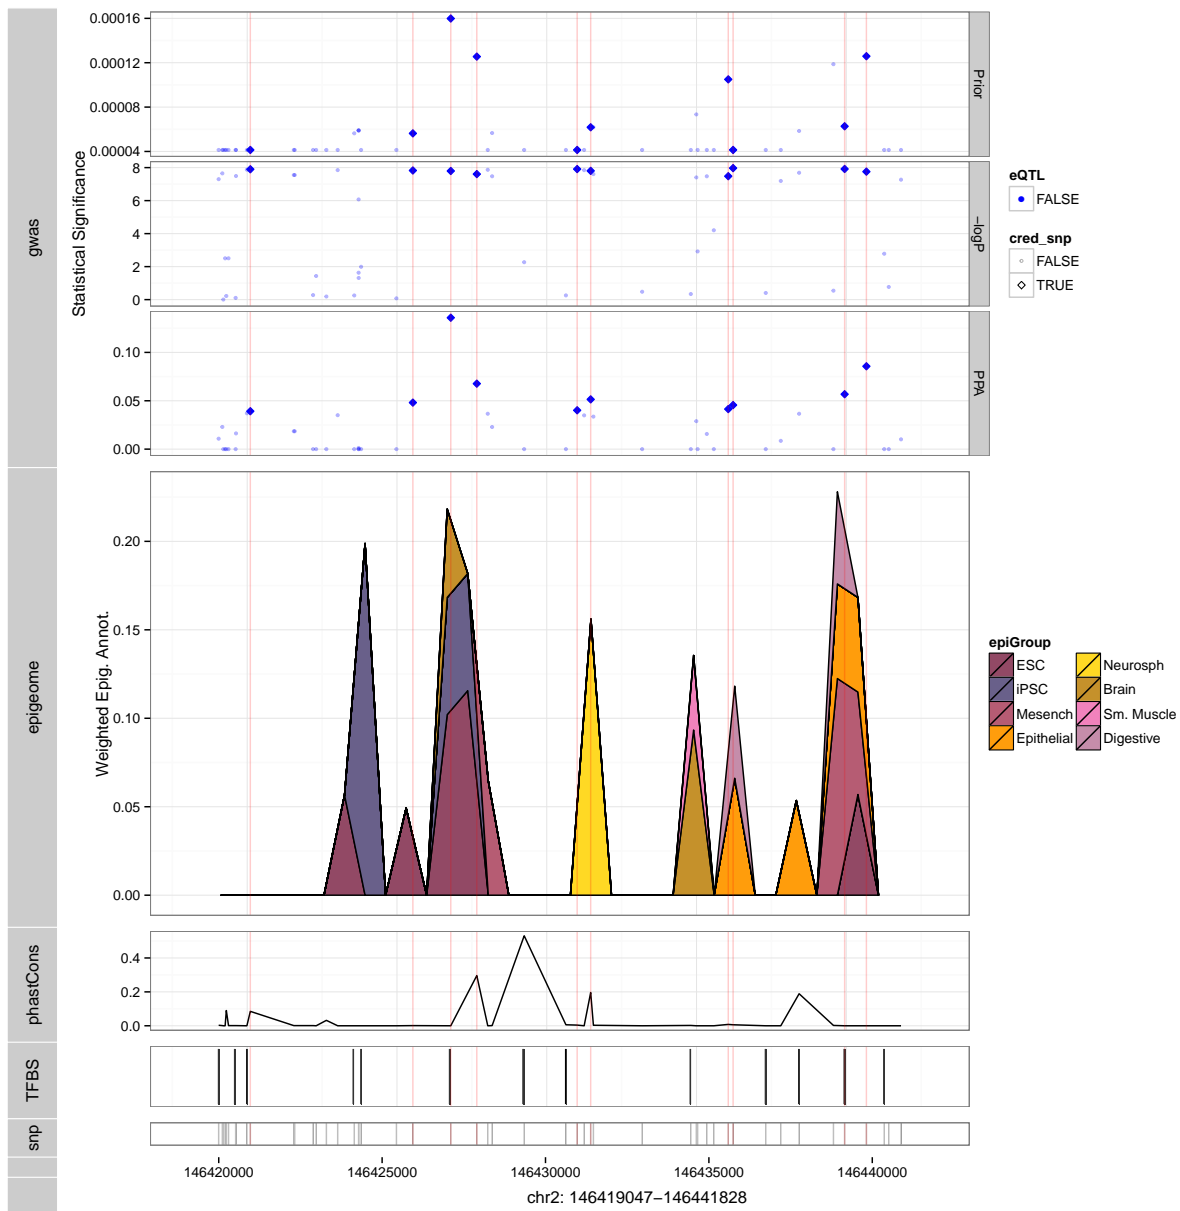 gwas
Statistical Significance
0.00016
0.00012
0.00008
0.00004
Prior
8
6
4
2
0
−logP
0.10
0.05
0.00
PPA
eQTL
FALSE
cred_snp
FALSE
TRUE
epigeome
Weighted Epig. Annot.
0.20
0.15
0.10
0.05
0.00
epiGroup
ESC
iPSC
Mesench
Epithelial
Neurosph
Brain
Sm. Muscle
Digestive
phastCons
0.4
0.2
0.0
TFBS
snp
146420000 146425000 146430000 146435000 146440000
chr2: 146419047−146441828